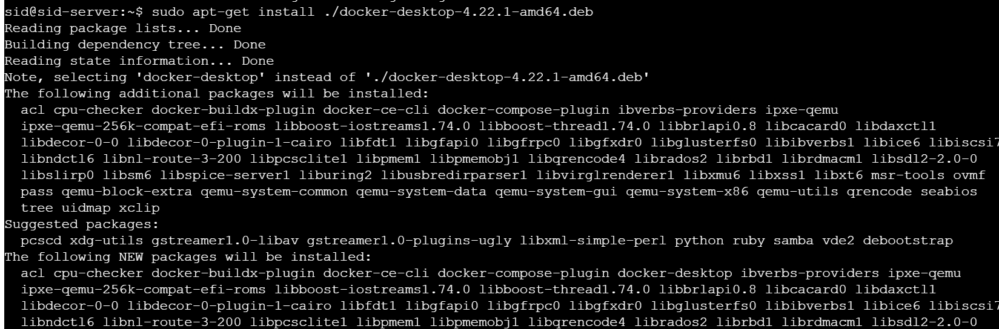 sid@sid-server:~$ sudo apt-get install ./docker-desktop-4.22.1-amd64.deb
Reading package lists... Done
Building dependency tree... Done
Reading state information... Done
Note, selecting 'docker-desktop' instead of './docker-desktop-4.22.1-amd64.deb'
The following additional packages will be installed:
  acl cpu-checker docker-buildx-plugin docker-ce-cli docker-compose-plugin ibverbs-providers ipxe-qemu
  ipxe-qemu-256k-compat-efi-roms libboost-iostreams1.74.0 libboost-thread1.74.0 libbrlapi0.8 libcacard0 libdaxctl1
  libdecor-0-0 libdecor-0-plugin-1-cairo libfdt1 libgfapi0 libgfrpc0 libgfxdr0 libglusterfs0 libibverbs1 libice6 libiscsi7
  libndctl6 libnl-route-3-200 libpcsclite1 libpmem1 libpmemobj1 libqrencode4 librados2 librbd1 librdmacm1 libsdl2-2.0-0
  libslirp0 libsm6 libspice-server1 liburing2 libusbredirparser1 libvirglrenderer1 libxmu6 libxss1 libxt6 msr-tools ovmf
  pass qemu-block-extra qemu-system-common qemu-system-data qemu-system-gui qemu-system-x86 qemu-utils qrencode seabios
  tree uidmap xclip
Suggested packages:
  pcscd xdg-utils gstreamer1.0-libav gstreamer1.0-plugins-ugly libxml-simple-perl python ruby samba vde2 debootstrap
The following NEW packages will be installed:
  acl cpu-checker docker-buildx-plugin docker-ce-cli docker-compose-plugin docker-desktop ibverbs-providers ipxe-qemu
  ipxe-qemu-256k-compat-efi-roms libboost-iostreams1.74.0 libboost-thread1.74.0 libbrlapi0.8 libcacard0 libdaxctl1
  libdecor-0-0 libdecor-0-plugin-1-cairo libfdt1 libgfapi0 libgfrpc0 libgfxdr0 libglusterfs0 libibverbs1 libice6 libiscsi7
  libndctl6 libnl-route-3-200 libpcsclite1 libpmem1 libpmemobj1 libqrencode4 librados2 librbd1 librdmacm1 libsdl2-2.0-0